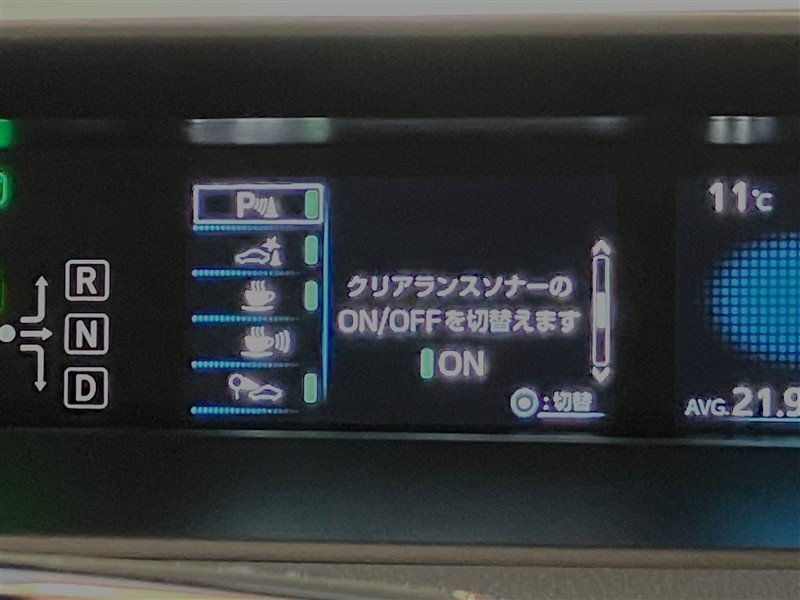 P
R
N
D
クリアランスソナーの
ON/OFFを切替えます
ON
:切替
11℃
AVG.21.9